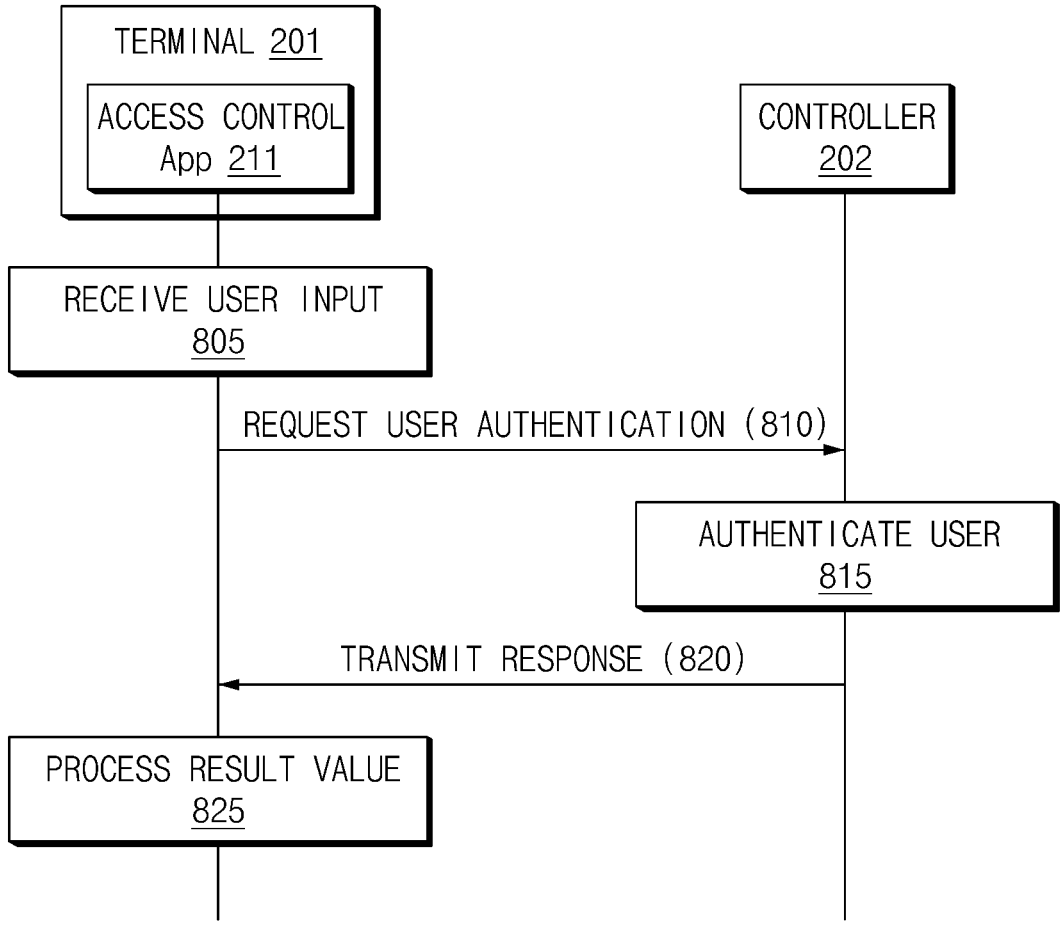 TERMINAL 201
ACCESS CONTROL
App 211
CONTROLLER
202
RECEIVE USER INPUT
805
REQUEST USER AUTHENTICATION (810)
AUTHENTICATE USER
815
TRANSMIT RESPONSE (820)
PROCESS RESULT VALUE
825